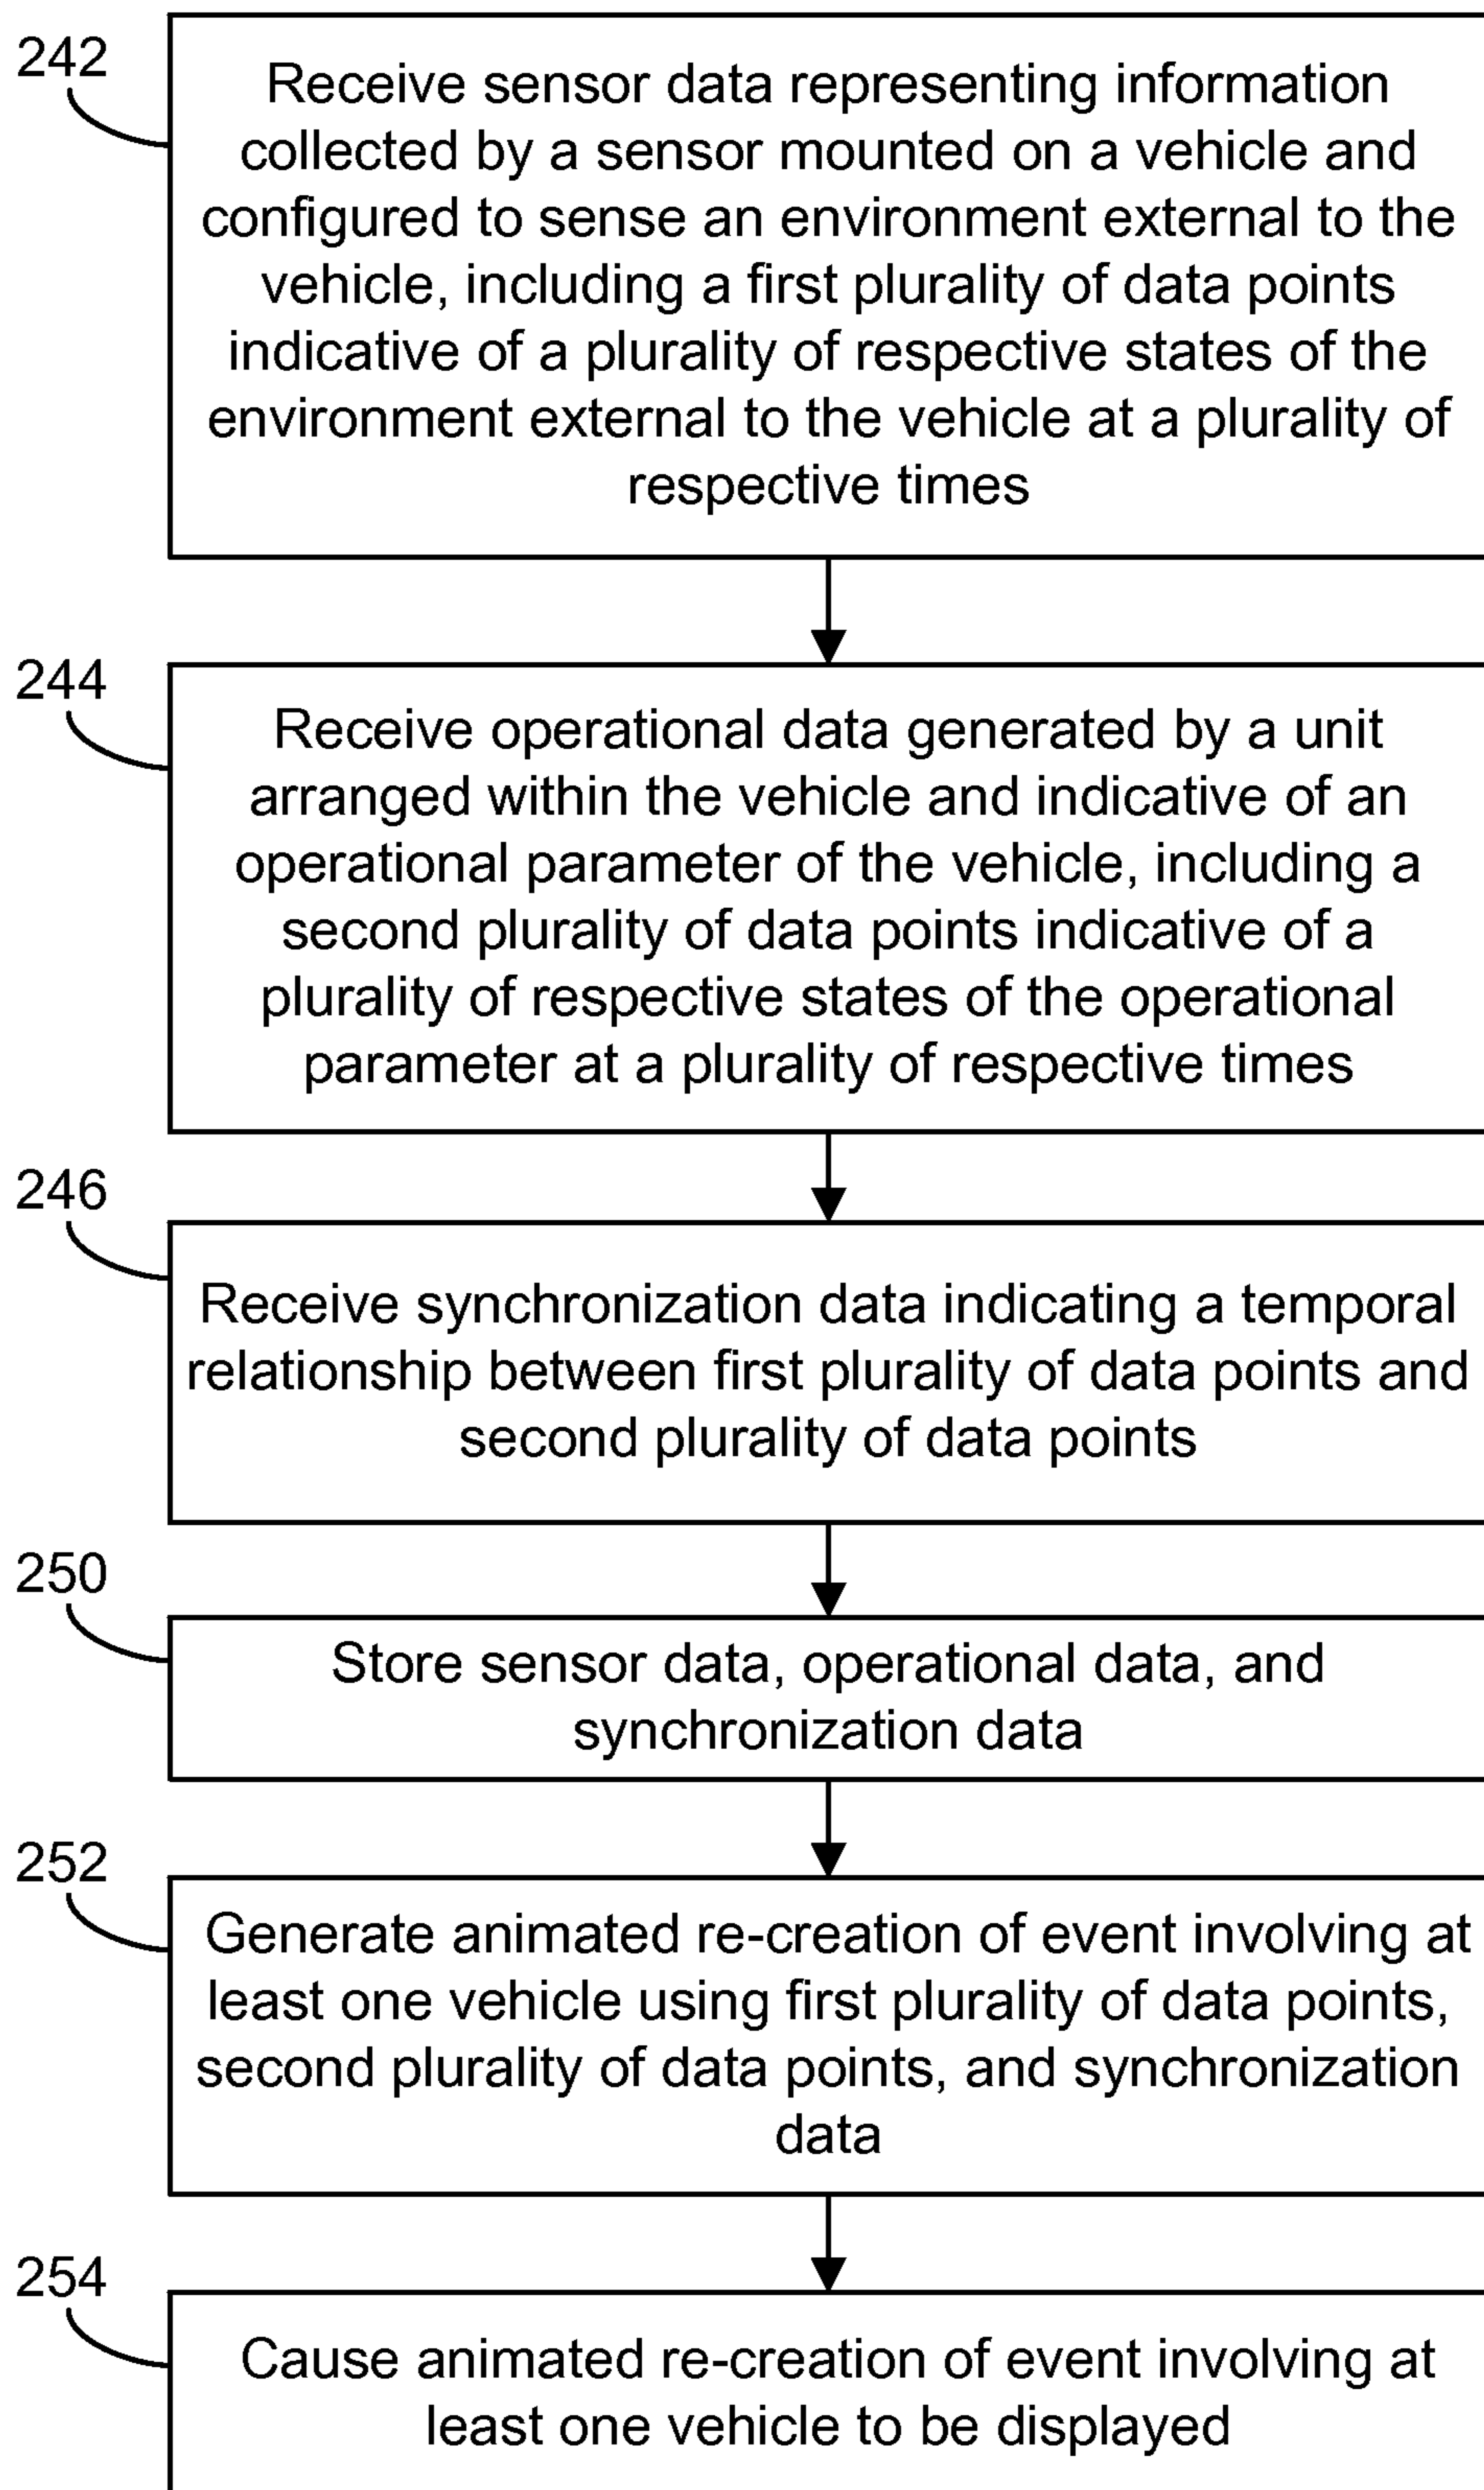 242
Receive sensor data representing information
collected by a sensor mounted on a vehicle and
configured to sense an environment external to the
vehicle, including a first plurality of data points
indicative of a plurality of respective states of the
environment external to the vehicle at a plurality of
respective times
244
Receive operational data generated by a unit
arranged within the vehicle and indicative of an
operational parameter of the vehicle, including a
second plurality of data points indicative of a
plurality of respective states of the operational
parameter at a plurality of respective times
246
Receive synchronization data indicating a temporal
relationship between first plurality of data points and
second plurality of data points
250
Store sensor data, operational data, and
synchronization data
252
Generate animated re-creation of event involving at
least one vehicle using first plurality of data points,
second plurality of data points, and synchronization
data
254
Cause animated re-creation of event involving at
least one vehicle to be displayed